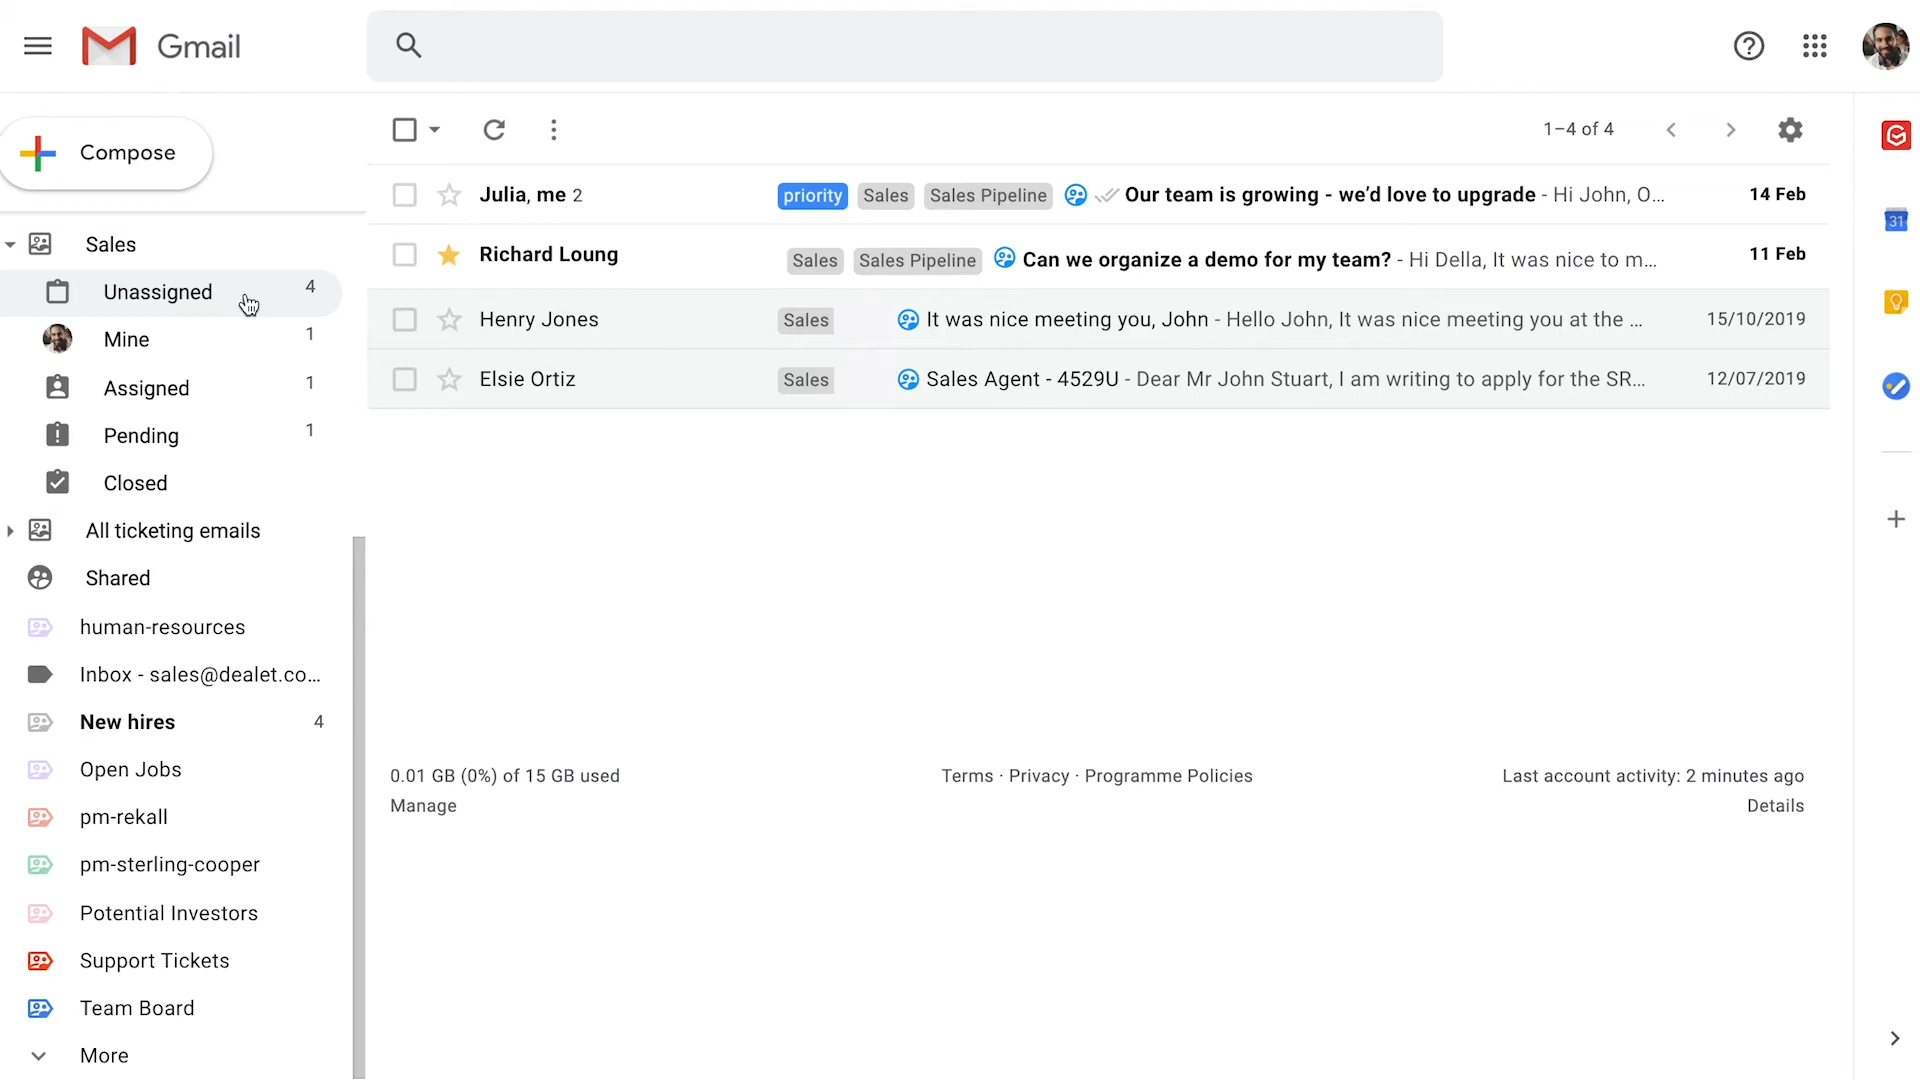 Gmail
Compose
1–4 of 4
Sales
Unassigned 4
Mine 1
Assigned 1
Pending 1
Closed
All ticketing emails
Shared
human-resources
Inbox - sales@dealet.co...
New hires 4
Open Jobs
pm-rekall
pm-sterling-cooper
Potential Investors
Support Tickets
Team Board
More
Julia, me 2 priority Sales Sales Pipeline Our team is growing - we'd love to upgrade - Hi John, O... 14 Feb
Richard Loung Sales Sales Pipeline Can we organize a demo for my team? - Hi Della, It was nice to m... 11 Feb
Henry Jones Sales It was nice meeting you, John - Hello John, It was nice meeting you at the ... 15/10/2019
Elsie Ortiz Sales Sales Agent - 4529U - Dear Mr John Stuart, I am writing to apply for the SR... 12/07/2019
0.01 GB (0%) of 15 GB used
Manage
Terms · Privacy · Programme Policies
Last account activity: 2 minutes ago
Details
31